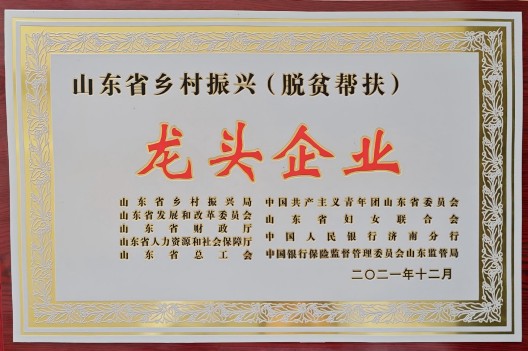 山东省乡村振兴（脱贫帮扶）
龙头企业
山东省乡村振兴局 中国共产主义青年团山东省委员会
山东省发展和改革委员会 山东省妇女联合会
山东省财政厅 中国人民银行济南分行
山东省人力资源和社会保障厅 中国银行保险监督管理委员会山东监管局
山东省总工会
二〇二一年十二月